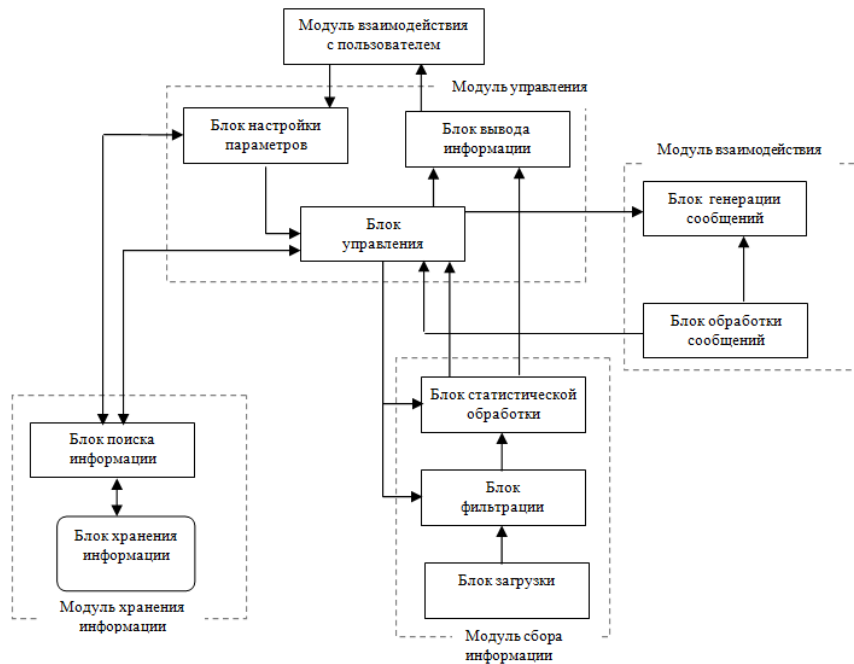 Модуль взаимодействия
с пользователем
Модуль управления
Блок настройки
параметров
Блок вывода
информации
Модуль взаимодействия
Блок генерации
сообщений
Блок
управления
Блок обработки
сообщений
Блок статистической
обработки
Блок поиска
информации
Блок
фильтрации
Блок хранения
информации
Блок загрузки
Модуль хранения
информации
Модуль сбора
информации